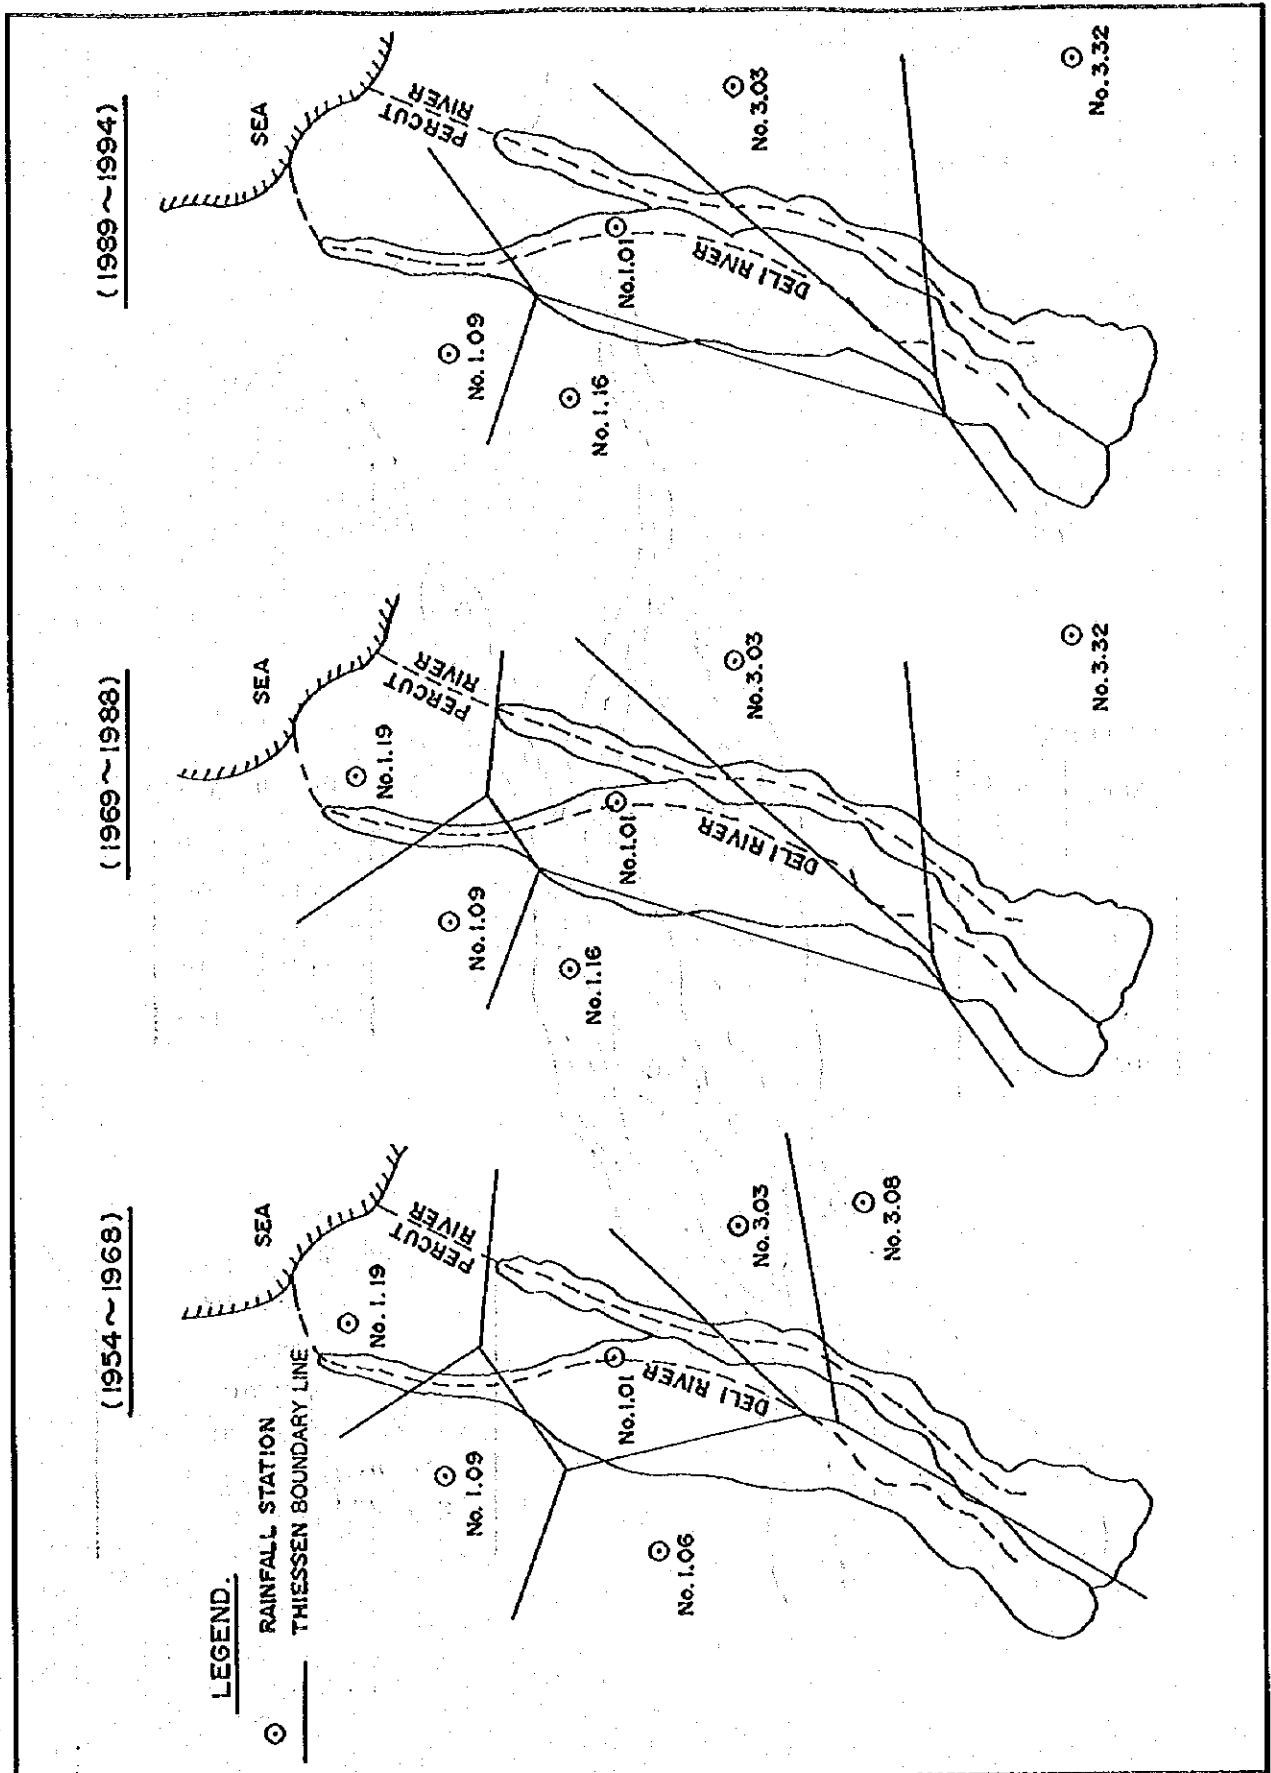 (1954~1968)
SEA
No. 1.19
PERCUT
RIVER
No. 1.09
No.1.01
DELI RIVER
No. 1.06
No. 3.03
No. 3.08
LEGEND.
RAINFALL STATION
THIESSEN BOUNDARY LINE
(1969~1988)
SEA
No.1.19
PERCUT
RIVER
No.1.09
No.1.16
No.1.01
DELI RIVER
No.3.03
No.3.32
(1989~1994)
SEA
PERCUT
RIVER
No.1.09
No.1.16
No.1.01
DELI RIVER
No.3.03
No.3.32